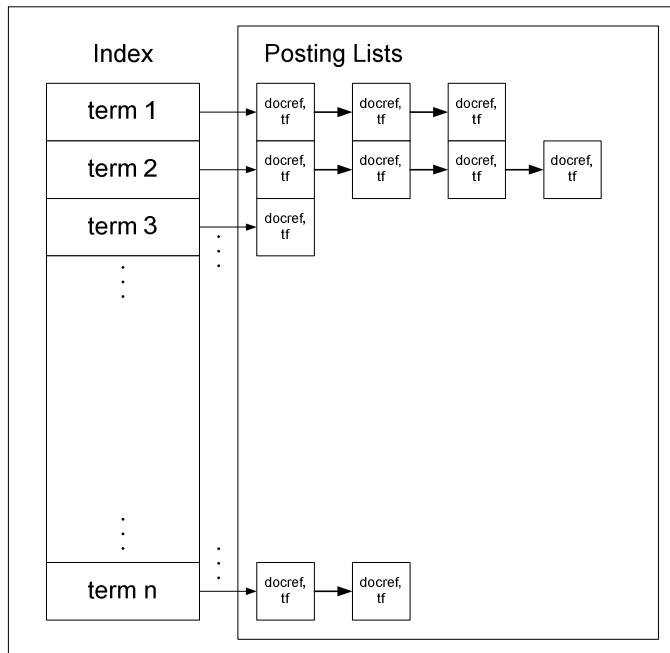 Index
Posting Lists
term 1
docref,
tf
docref,
tf
docref,
tf
term 2
docref,
tf
docref,
tf
docref,
tf
docref,
tf
term 3
docref,
tf
term n
docref,
tf
docref,
tf